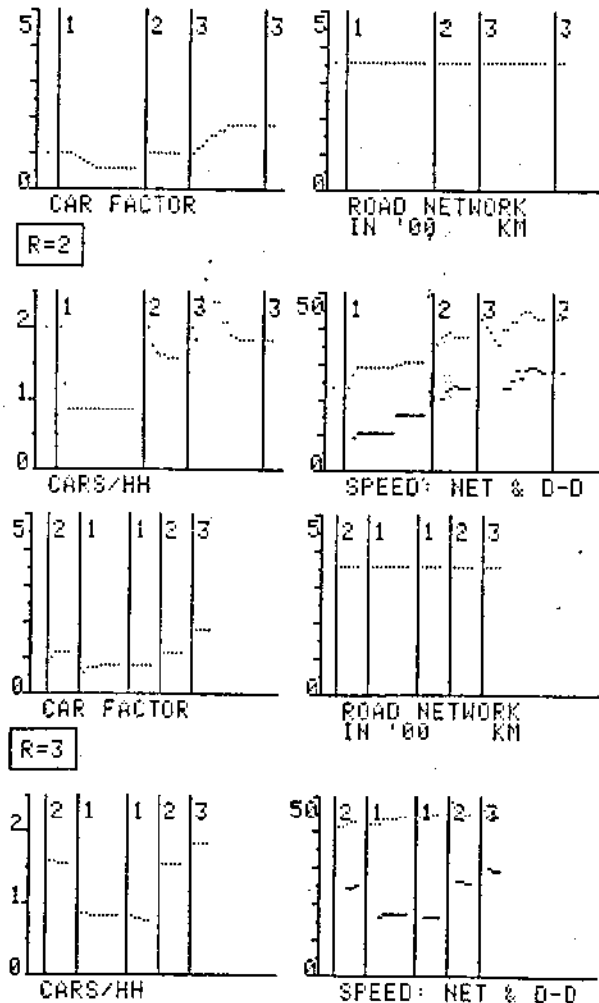 5 1 2 3 3
0
CAR FACTOR
5 1 2 3 3
0
ROAD NETWORK
IN '00 KM
R=2
2 1 2 3 3
1
0
CARS/HH
50 1 2 3 3
0
SPEED: NET & D-D
5 2 1 1 2 3
0
CAR FACTOR
5 2 1 1 2 3
0
ROAD NETWORK
IN '00 KM
R=3
2 2 1 1 2 3
1
0
CARS/HH
50 2 1 1 2 3
0
SPEED: NET & D-D